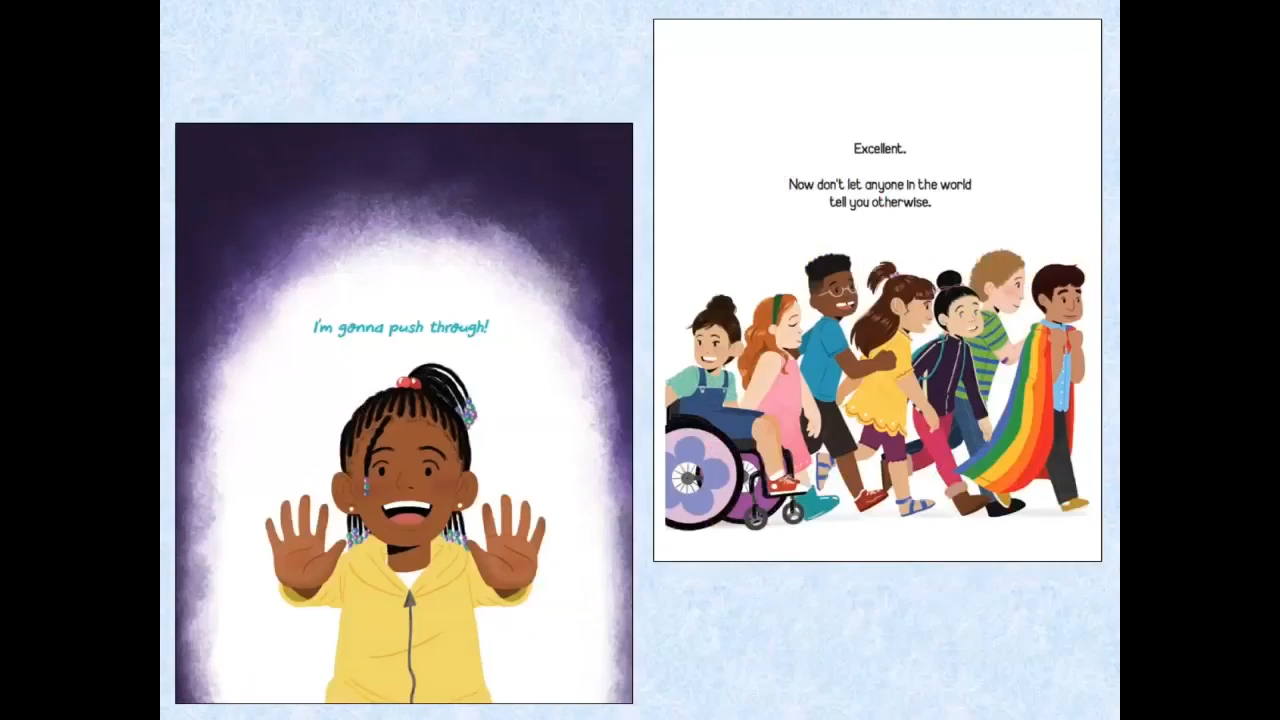 I'm gonna push through!
Excellent.
Now don't let anyone in the world
tell you otherwise.